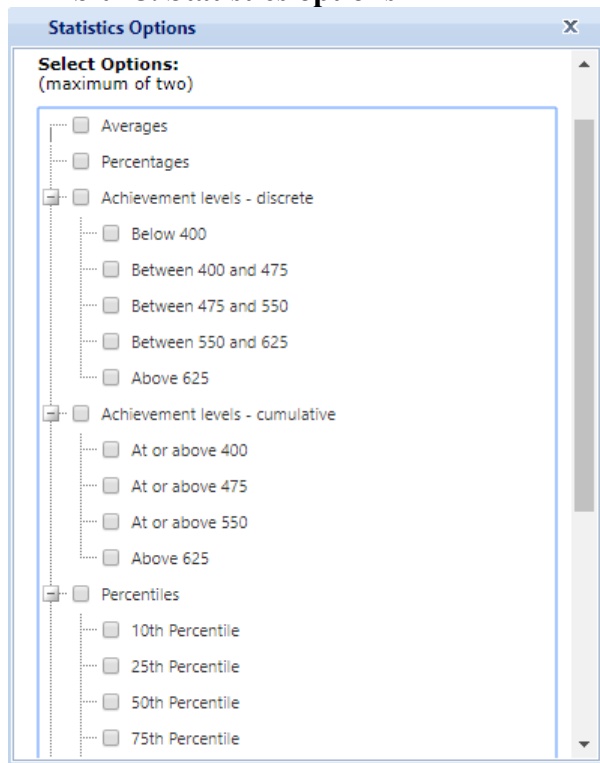 Statistics Options
X
Select Options:
(maximum of two)
Averages
Percentages
Achievement levels - discrete
Below 400
Between 400 and 475
Between 475 and 550
Between 550 and 625
Above 625
Achievement levels - cumulative
At or above 400
At or above 475
At or above 550
Above 625
Percentiles
10th Percentile
25th Percentile
50th Percentile
75th Percentile